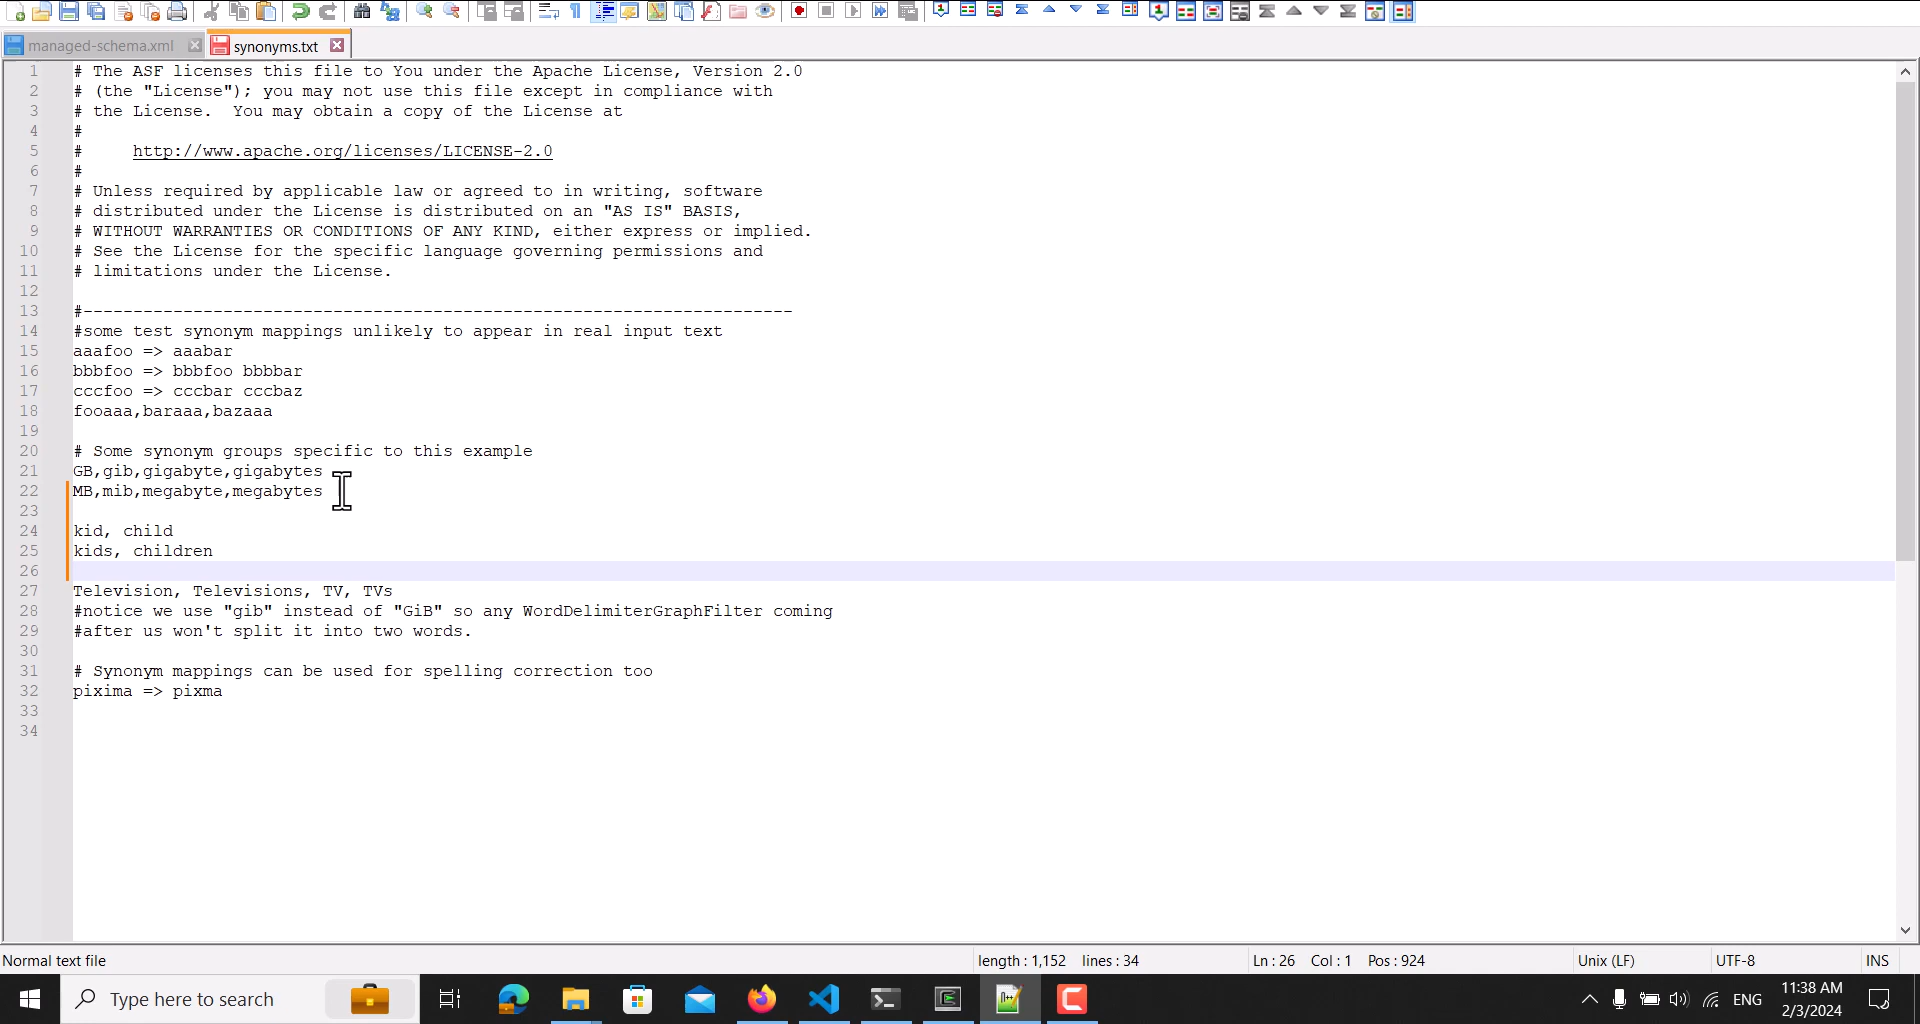 managed-schema.xml
synonyms.txt
1 # The ASF licenses this file to You under the Apache License, Version 2.0
2 # (the "License"); you may not use this file except in compliance with
3 # the License.  You may obtain a copy of the License at
4 #
5 #     http://www.apache.org/licenses/LICENSE-2.0
6 #
7 # Unless required by applicable law or agreed to in writing, software
8 # distributed under the License is distributed on an "AS IS" BASIS,
9 # WITHOUT WARRANTIES OR CONDITIONS OF ANY KIND, either express or implied.
10 # See the License for the specific language governing permissions and
11 # limitations under the License.
12
13 #-----------------------------------------------------------------------
14 #some test synonym mappings unlikely to appear in real input text
15 aaafoo => aaabar
16 bbbfoo => bbbfoo bbbbar
17 cccfoo => cccbar cccbaz
18 fooaaa,baraaa,bazaaa
19
20 # Some synonym groups specific to this example
21 GB,gib,gigabyte,gigabytes
22 MB,mib,megabyte,megabytes
23
24 kid, child
25 kids, children
26
27 Television, Televisions, TV, TVs
28 #notice we use "gib" instead of "GiB" so any WordDelimiterGraphFilter coming
29 #after us won't split it into two words.
30
31 # Synonym mappings can be used for spelling correction too
32 pixima => pixma
33
34
Normal text file length : 1,152 lines : 34 Ln : 26 Col : 1 Pos : 924 Unix (LF) UTF-8 INS
Type here to search
ENG
11:38 AM
2/3/2024